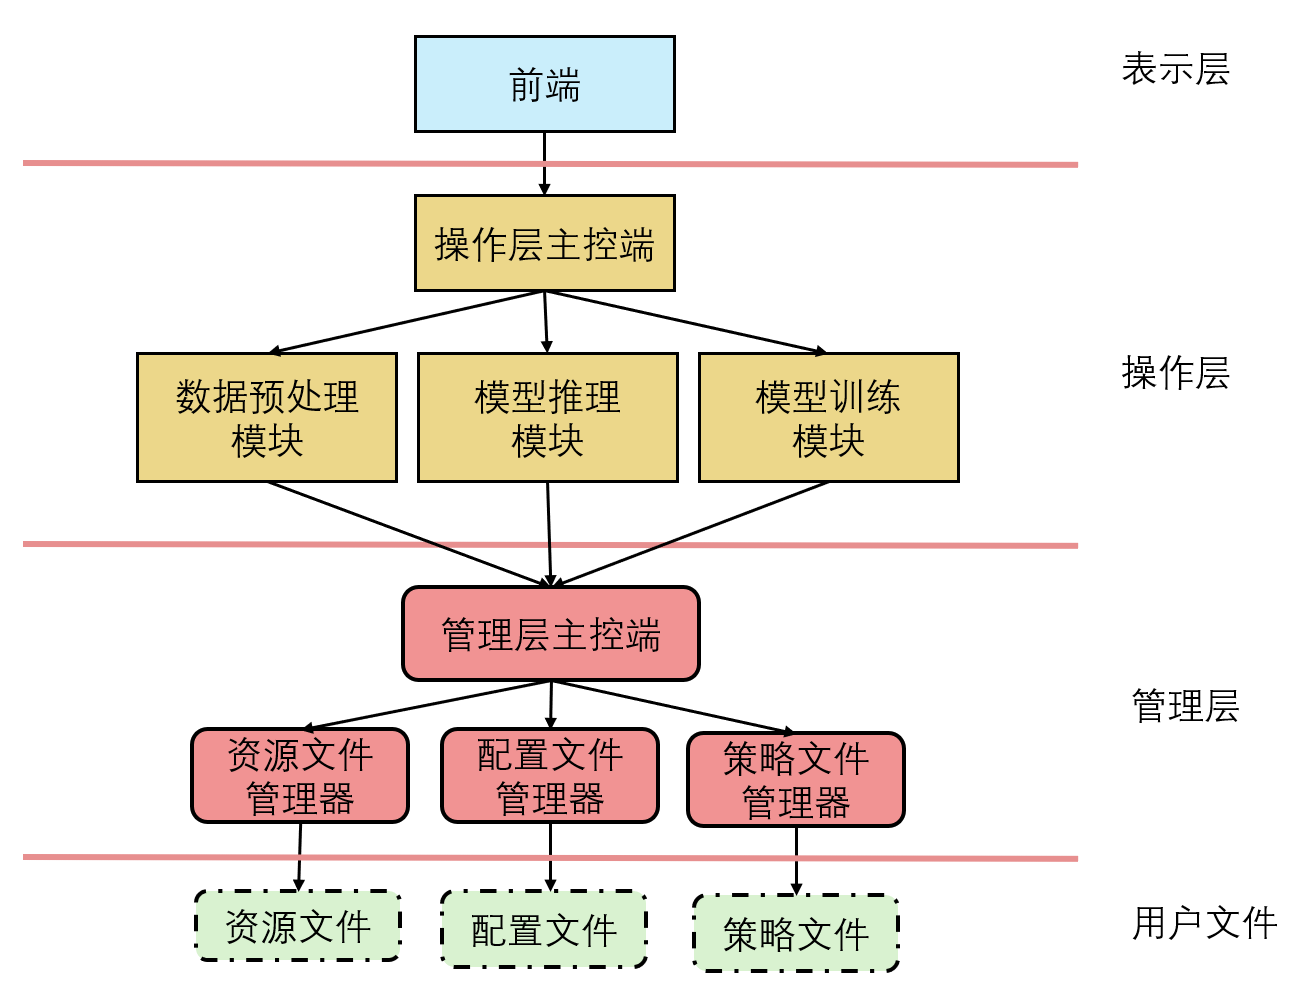 前端
表示层
操作层主控端
数据预处理
模块
模型推理
模块
模型训练
模块
操作层
管理层主控端
资源文件
管理器
配置文件
管理器
策略文件
管理器
管理层
资源文件
配置文件
策略文件
用户文件